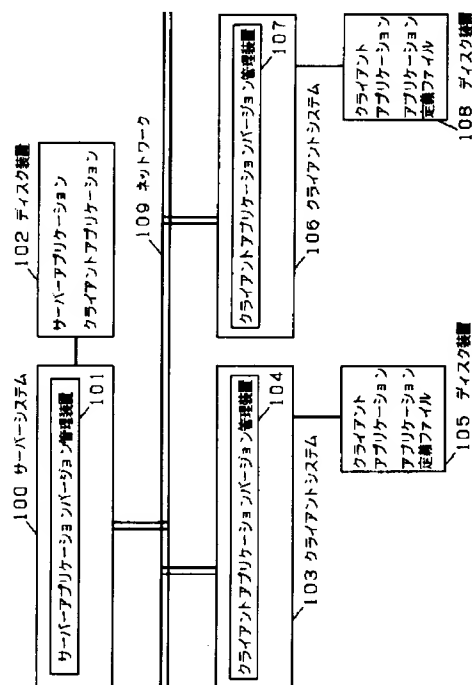 100 サーバーシステム
サーバーアプリケーションバージョン管理装置
101
102 ディスク装置
サーバーアプリケーション
クライアントアプリケーション
109 ネットワーク
クライアントアプリケーションバージョン管理装置
104
103 クライアントシステム
クライアント
アプリケーション
アプリケーション
定義ファイル
105 ディスク装置
クライアントアプリケーションバージョン管理装置
107
106 クライアントシステム
クライアント
アプリケーション
アプリケーション
定義ファイル
108 ディスク装置